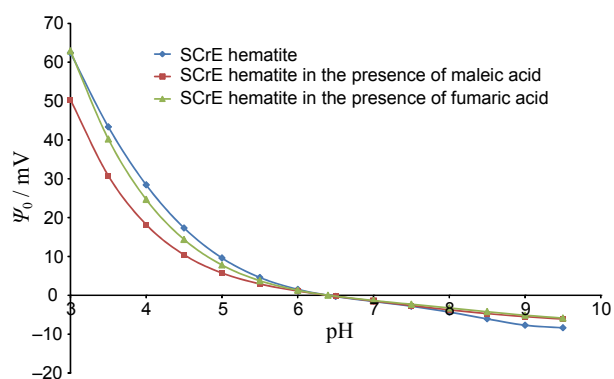 70
60
50
40
30
20
10
0
–10
–20
Ψ0 / mV
SCrE hematite
SCrE hematite in the presence of maleic acid
SCrE hematite in the presence of fumaric acid
3 4 5 6 7 8 9 10
pH